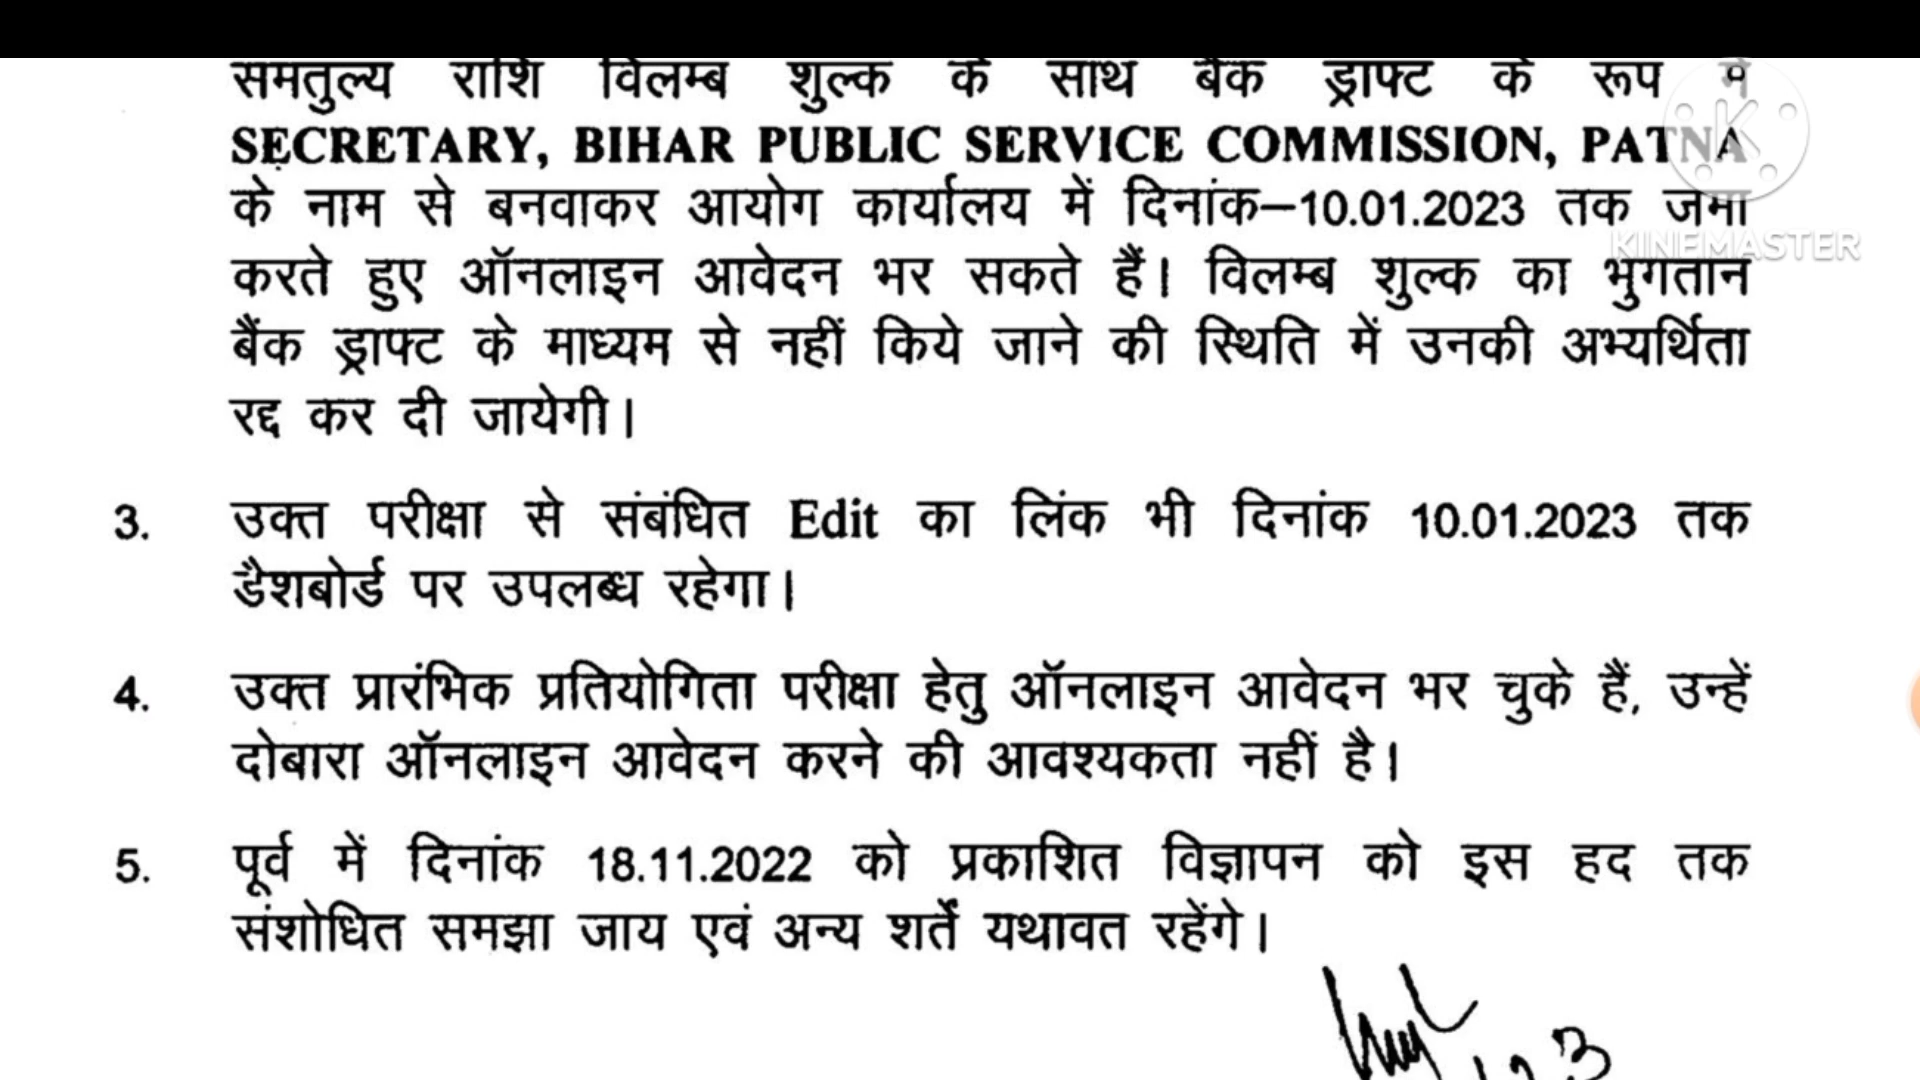 समतुल्य राशि विलम्ब शुल्क के साथ बैंक ड्राफ्ट के रूप में
SECRETARY, BIHAR PUBLIC SERVICE COMMISSION, PATNA
के नाम से बनवाकर आयोग कार्यालय में दिनांक–10.01.2023 तक जमा
KINEMASTER
करते हुए ऑनलाइन आवेदन भर सकते हैं। विलम्ब शुल्क का भुगतान
बैंक ड्राफ्ट के माध्यम से नहीं किये जाने की स्थिति में उनकी अभ्यर्थिता
रद्द कर दी जायेगी।
3. उक्त परीक्षा से संबंधित Edit का लिंक भी दिनांक 10.01.2023 तक
डैशबोर्ड पर उपलब्ध रहेगा।
4. उक्त प्रारंभिक प्रतियोगिता परीक्षा हेतु ऑनलाइन आवेदन भर चुके हैं, उन्हें
दोबारा ऑनलाइन आवेदन करने की आवश्यकता नहीं है।
5. पूर्व में दिनांक 18.11.2022 को प्रकाशित विज्ञापन को इस हद तक
संशोधित समझा जाय एवं अन्य शर्तें यथावत रहेंगे।